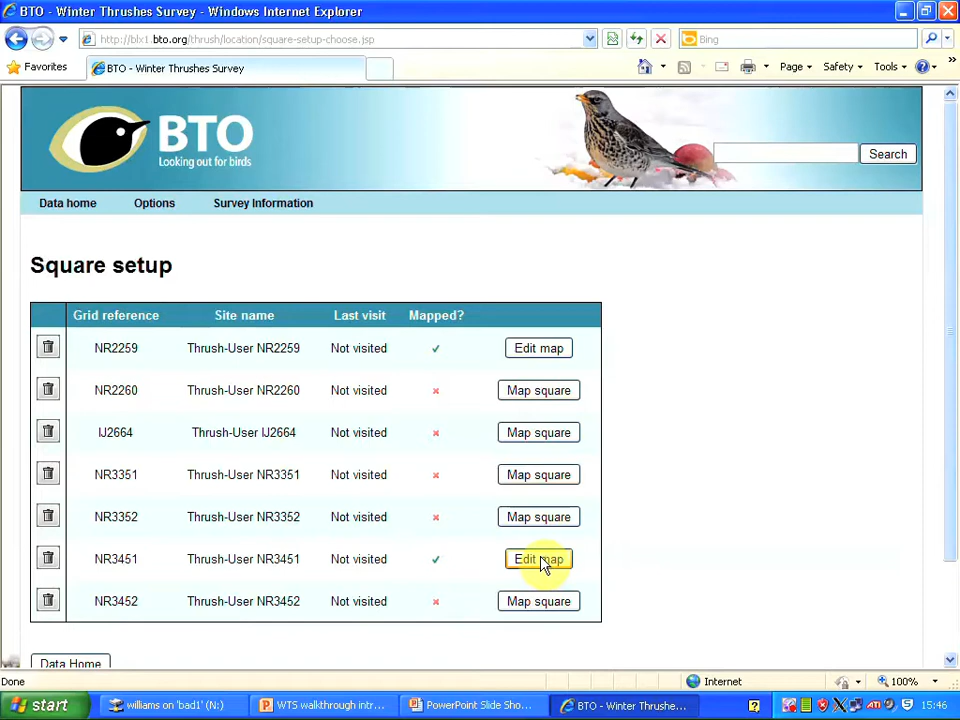 BTO - Winter Thrushes Survey - Windows Internet Explorer
http://blx1.bto.org/thrush/location/square-setup-choose.jsp
Bing
Favorites
BTO - Winter Thrushes Survey
Page
Safety
Tools
BTO
Looking out for birds
Search
Data home
Options
Survey Information
Square setup
Grid reference Site name Last visit Mapped?
NR2259 Thrush-User NR2259 Not visited Edit map
NR2260 Thrush-User NR2260 Not visited Map square
IJ2664 Thrush-User IJ2664 Not visited Map square
NR3351 Thrush-User NR3351 Not visited Map square
NR3352 Thrush-User NR3352 Not visited Map square
NR3451 Thrush-User NR3451 Not visited Edit map
NR3452 Thrush-User NR3452 Not visited Map square
Data Home
Done
Internet
100%
start
williams on 'bad1' (N:)
WTS walkthrough intr...
PowerPoint Slide Sho...
BTO - Winter Thrushe...
15:46